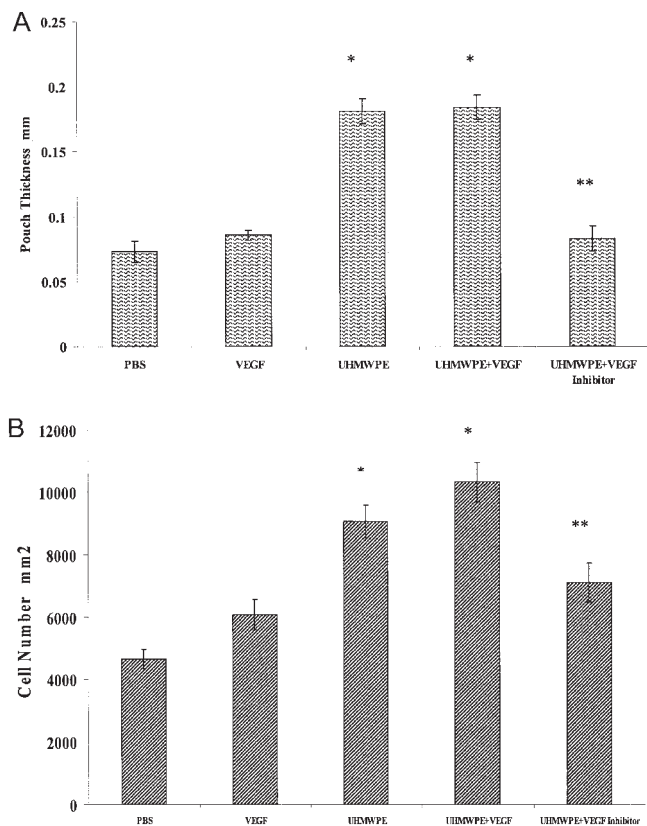 A
0.25
0.2
0.15
0.1
0.05
0
Pouch Thickness mm
*
*
**
PBS VEGF UHMWPE UHMWPE+VEGF UHMWPE+VEGF
Inhibitor
B
12000
10000
8000
6000
4000
2000
0
Cell Number mm2
*
*
**
PBS VEGF UHMWPE UHMWPE+VEGF UHMWPE+VEGF Inhibitor